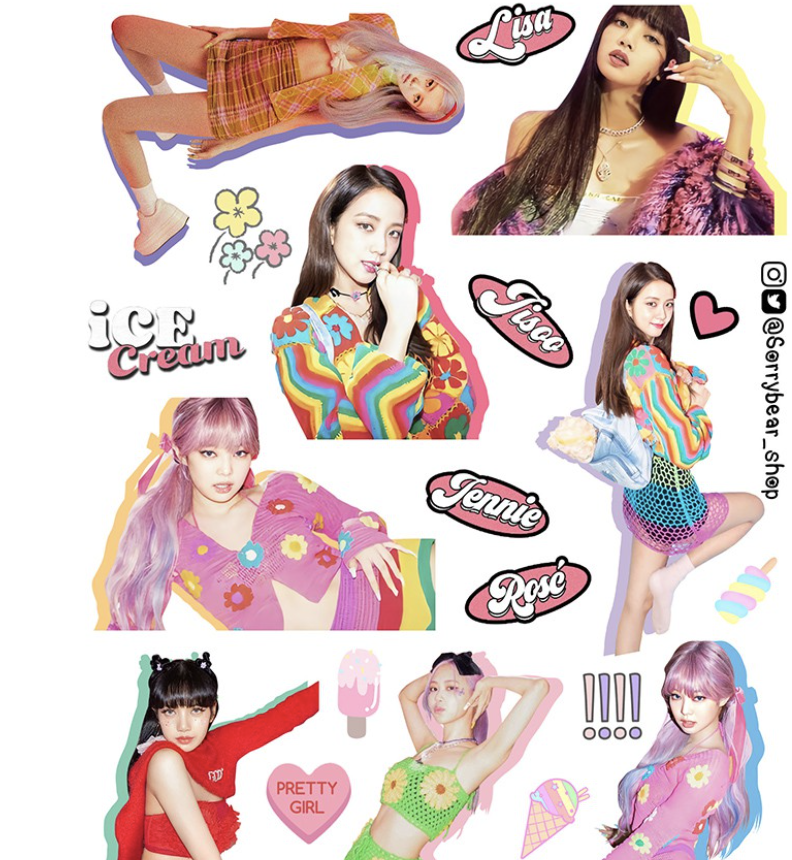 Lisa
iCE
Cream
Jisoo
@Sorrybear_shop
Jennie
Rosé
!!!!
PRETTY
GIRL